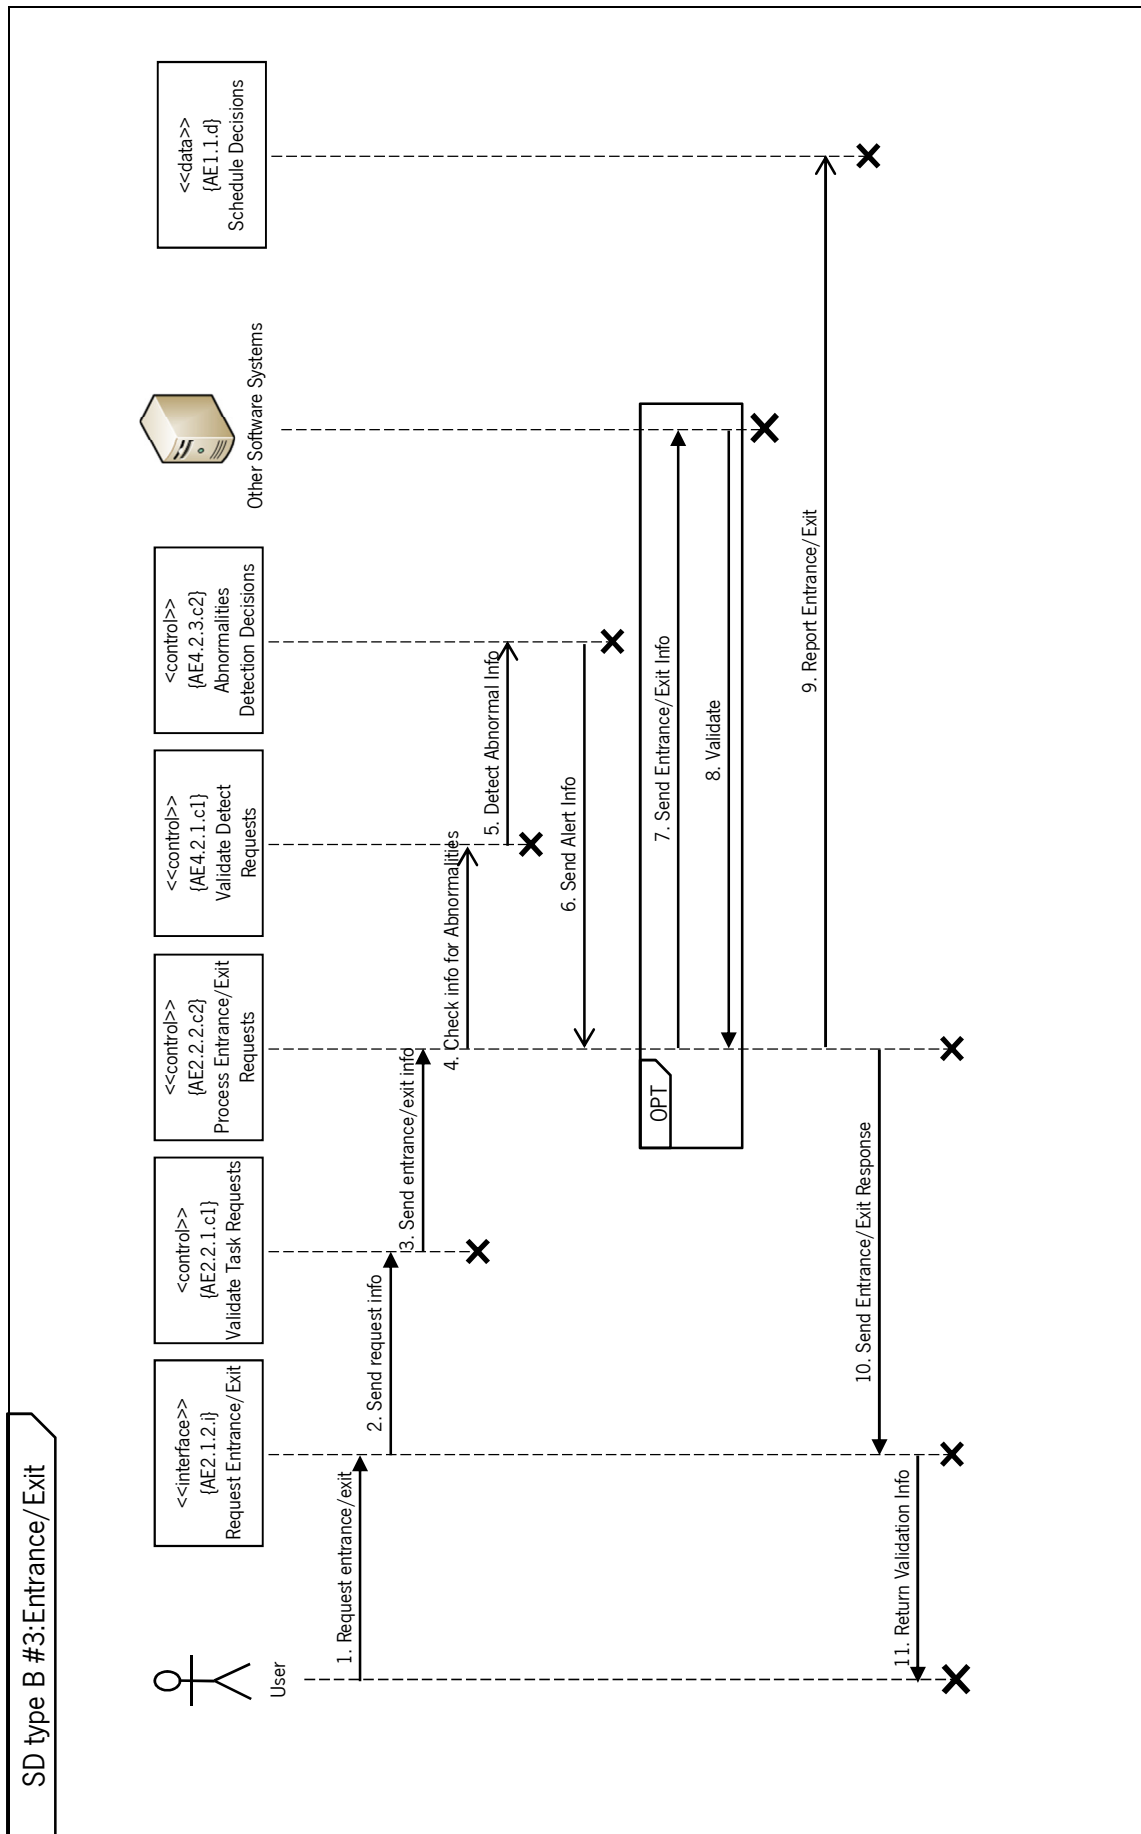 SD type B #3:Entrance/Exit
User
<<interface>>
{AE2.1.2.i}
Request Entrance/Exit
<control>>
{AE2.2.1.c1}
Validate Task Requests
<<control>>
{AE2.2.2.c2}
Process Entrance/Exit
Requests
<<control>>
{AE4.2.1.c1}
Validate Detect
Requests
<control>>
{AE4.2.3.c2}
Abnormalities
Detection Decisions
Other Software Systems
<<data>>
{AE1.1.d}
Schedule Decisions
1. Request entrance/exit
2. Send request info
3. Send entrance/exit info
4. Check info for Abnormalities
5. Detect Abnormal Info
6. Send Alert Info
OPT
7. Send Entrance/Exit Info
8. Validate
9. Report Entrance/Exit
10. Send Entrance/Exit Response
11. Return Validation Info